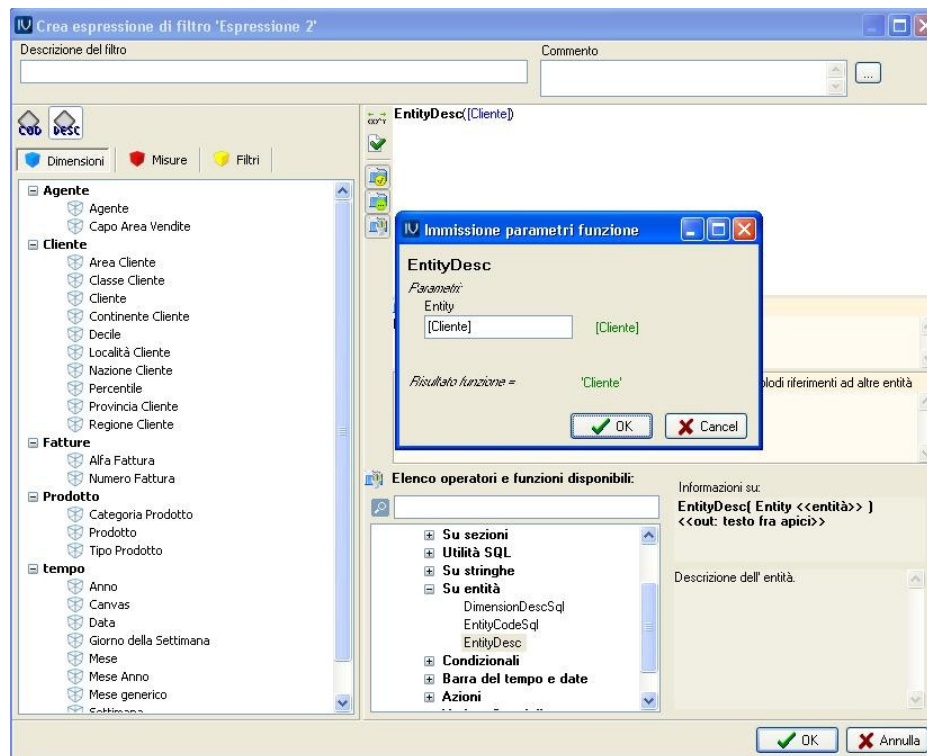 Crea espressione di filtro 'Espressione 2'
Descrizione del filtro
Commento
...
COD
DESC
Dimensioni
Misure
Filtri
Agente
Agente
Capo Area Vendite
Cliente
Area Cliente
Classe Cliente
Cliente
Continente Cliente
Decile
Località Cliente
Nazione Cliente
Percentile
Provincia Cliente
Regione Cliente
Fatture
Alfa Fattura
Numero Fattura
Prodotto
Categoria Prodotto
Prodotto
Tipo Prodotto
tempo
Anno
Canvas
Data
Giorno della Settimana
Mese
Mese Anno
Mese generico
Settimana
EntityDesc([Cliente])
Immissione parametri funzione
EntityDesc
Parametri:
Entity
[Cliente]
[Cliente]
Risultato funzione =
'Cliente'
OK
Cancel
plodi riferimenti ad altre entità
Elenco operatori e funzioni disponibili:
Su sezioni
Utilità SQL
Su stringhe
Su entità
DimensionDescSql
EntityCodeSql
EntityDesc
Condizionali
Barra del tempo e date
Azioni
Informazioni su:
EntityDesc( Entity <<entità>> )
<<out: testo fra apici>>
Descrizione dell' entità.
OK
Annulla